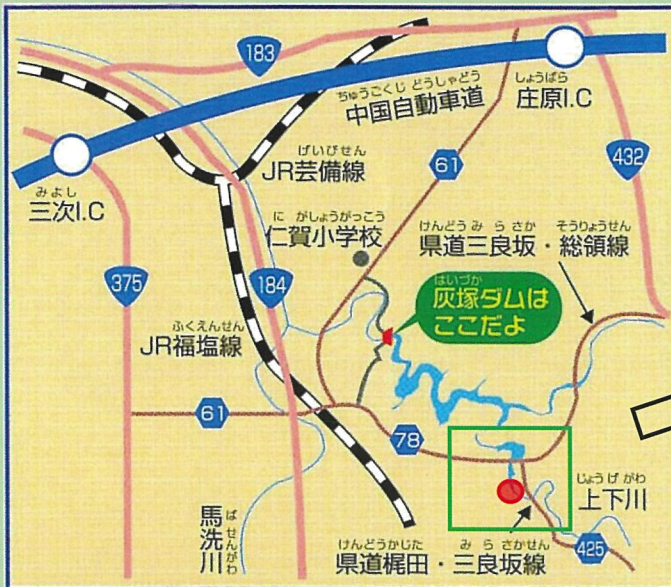 183
ちゅうごくじどうしゃどう
中国自動車道
しょうばら
庄原I.C
げいびせん
JR芸備線
61
432
みよし
三次I.C
にがしょうがっこう
仁賀小学校
けんどうみらさか・そうりょうせん
県道三良坂・総領線
375
184
はいづか
灰塚ダムは
ここだよ
ふくえんせん
JR福塩線
61
78
じょうげがわ
上下川
馬洗川
ばせんがわ
けんどうかじた みらさかせん
県道梶田・三良坂線
425